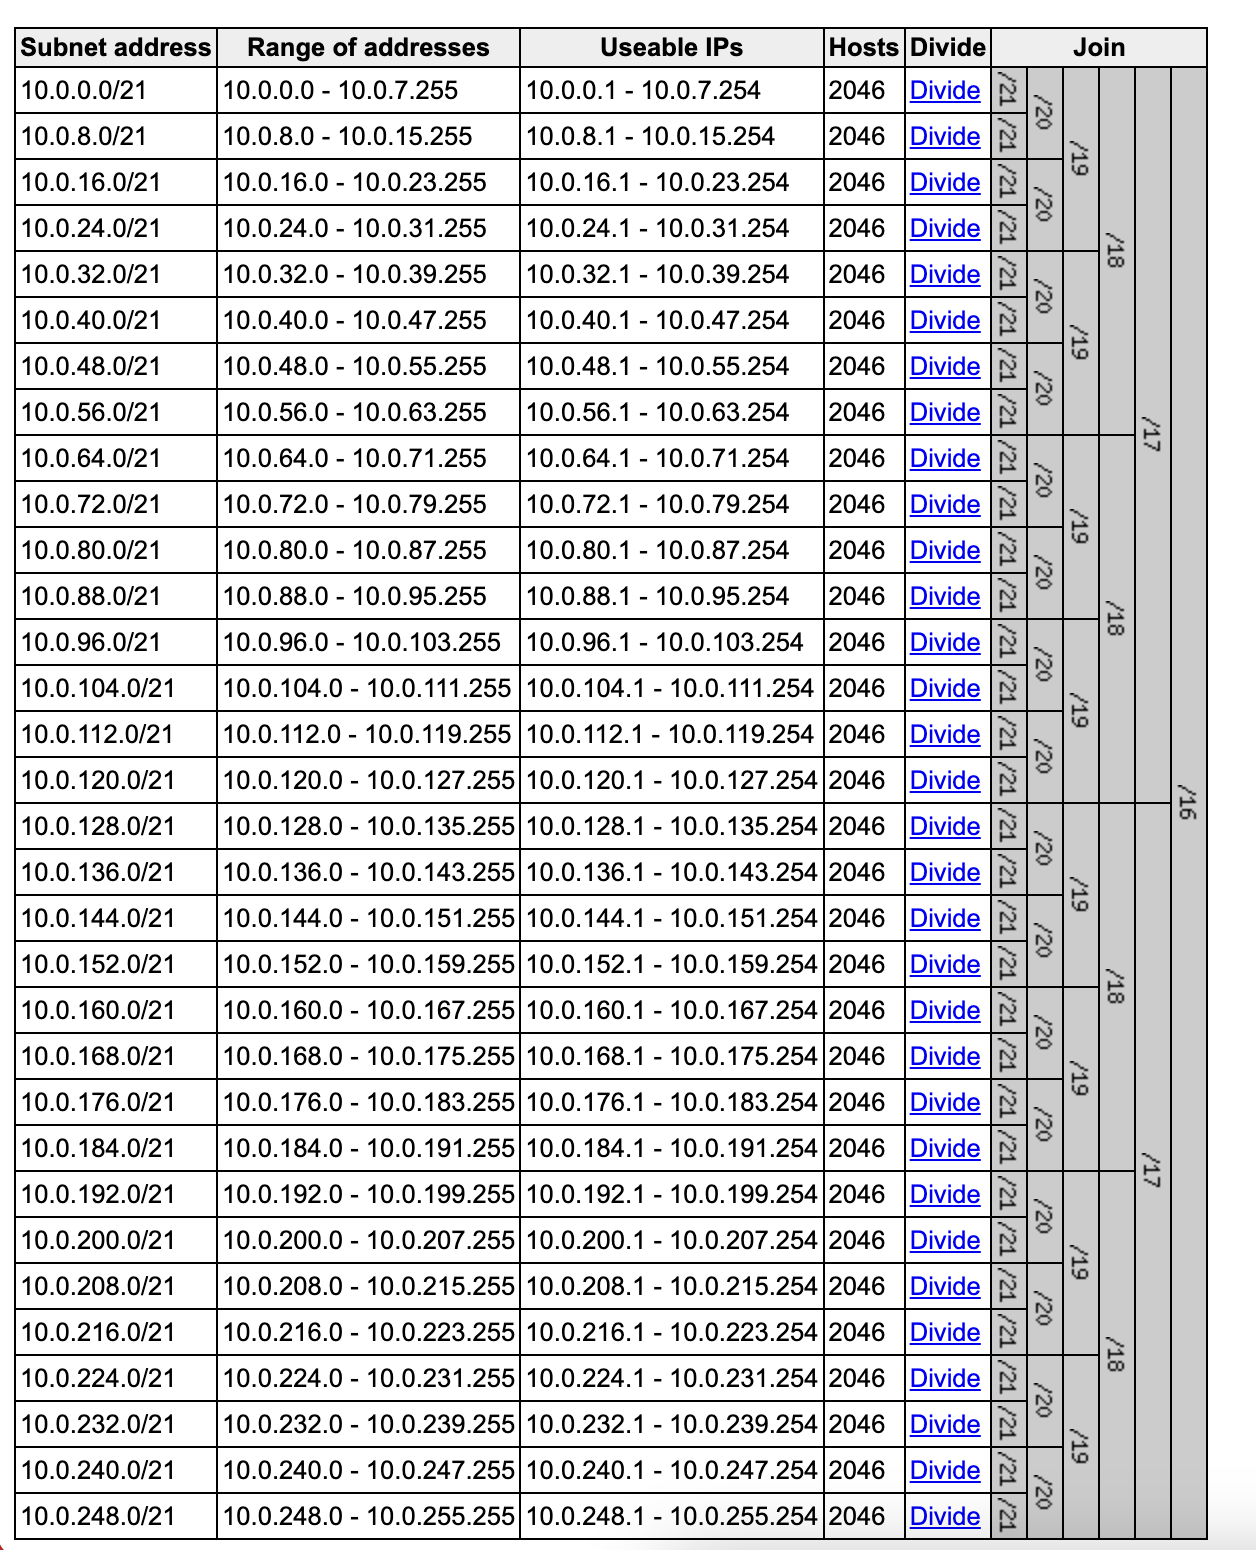 Subnet address Range of addresses Useable IPs Hosts Divide Join
10.0.0.0/21 10.0.0.0 - 10.0.7.255 10.0.0.1 - 10.0.7.254 2046 Divide /21 /20 /19 /18 /17 /16
10.0.8.0/21 10.0.8.0 - 10.0.15.255 10.0.8.1 - 10.0.15.254 2046 Divide /21
10.0.16.0/21 10.0.16.0 - 10.0.23.255 10.0.16.1 - 10.0.23.254 2046 Divide /21 /20
10.0.24.0/21 10.0.24.0 - 10.0.31.255 10.0.24.1 - 10.0.31.254 2046 Divide /21
10.0.32.0/21 10.0.32.0 - 10.0.39.255 10.0.32.1 - 10.0.39.254 2046 Divide /21 /20 /19
10.0.40.0/21 10.0.40.0 - 10.0.47.255 10.0.40.1 - 10.0.47.254 2046 Divide /21
10.0.48.0/21 10.0.48.0 - 10.0.55.255 10.0.48.1 - 10.0.55.254 2046 Divide /21 /20
10.0.56.0/21 10.0.56.0 - 10.0.63.255 10.0.56.1 - 10.0.63.254 2046 Divide /21
10.0.64.0/21 10.0.64.0 - 10.0.71.255 10.0.64.1 - 10.0.71.254 2046 Divide /21 /20 /19 /18
10.0.72.0/21 10.0.72.0 - 10.0.79.255 10.0.72.1 - 10.0.79.254 2046 Divide /21
10.0.80.0/21 10.0.80.0 - 10.0.87.255 10.0.80.1 - 10.0.87.254 2046 Divide /21 /20
10.0.88.0/21 10.0.88.0 - 10.0.95.255 10.0.88.1 - 10.0.95.254 2046 Divide /21
10.0.96.0/21 10.0.96.0 - 10.0.103.255 10.0.96.1 - 10.0.103.254 2046 Divide /21 /20 /19
10.0.104.0/21 10.0.104.0 - 10.0.111.255 10.0.104.1 - 10.0.111.254 2046 Divide /21
10.0.112.0/21 10.0.112.0 - 10.0.119.255 10.0.112.1 - 10.0.119.254 2046 Divide /21 /20
10.0.120.0/21 10.0.120.0 - 10.0.127.255 10.0.120.1 - 10.0.127.254 2046 Divide /21
10.0.128.0/21 10.0.128.0 - 10.0.135.255 10.0.128.1 - 10.0.135.254 2046 Divide /21 /20 /19 /18 /17
10.0.136.0/21 10.0.136.0 - 10.0.143.255 10.0.136.1 - 10.0.143.254 2046 Divide /21
10.0.144.0/21 10.0.144.0 - 10.0.151.255 10.0.144.1 - 10.0.151.254 2046 Divide /21 /20
10.0.152.0/21 10.0.152.0 - 10.0.159.255 10.0.152.1 - 10.0.159.254 2046 Divide /21
10.0.160.0/21 10.0.160.0 - 10.0.167.255 10.0.160.1 - 10.0.167.254 2046 Divide /21 /20 /19
10.0.168.0/21 10.0.168.0 - 10.0.175.255 10.0.168.1 - 10.0.175.254 2046 Divide /21
10.0.176.0/21 10.0.176.0 - 10.0.183.255 10.0.176.1 - 10.0.183.254 2046 Divide /21 /20
10.0.184.0/21 10.0.184.0 - 10.0.191.255 10.0.184.1 - 10.0.191.254 2046 Divide /21
10.0.192.0/21 10.0.192.0 - 10.0.199.255 10.0.192.1 - 10.0.199.254 2046 Divide /21 /20 /19 /18
10.0.200.0/21 10.0.200.0 - 10.0.207.255 10.0.200.1 - 10.0.207.254 2046 Divide /21
10.0.208.0/21 10.0.208.0 - 10.0.215.255 10.0.208.1 - 10.0.215.254 2046 Divide /21 /20
10.0.216.0/21 10.0.216.0 - 10.0.223.255 10.0.216.1 - 10.0.223.254 2046 Divide /21
10.0.224.0/21 10.0.224.0 - 10.0.231.255 10.0.224.1 - 10.0.231.254 2046 Divide /21 /20 /19
10.0.232.0/21 10.0.232.0 - 10.0.239.255 10.0.232.1 - 10.0.239.254 2046 Divide /21
10.0.240.0/21 10.0.240.0 - 10.0.247.255 10.0.240.1 - 10.0.247.254 2046 Divide /21 /20
10.0.248.0/21 10.0.248.0 - 10.0.255.255 10.0.248.1 - 10.0.255.254 2046 Divide /21